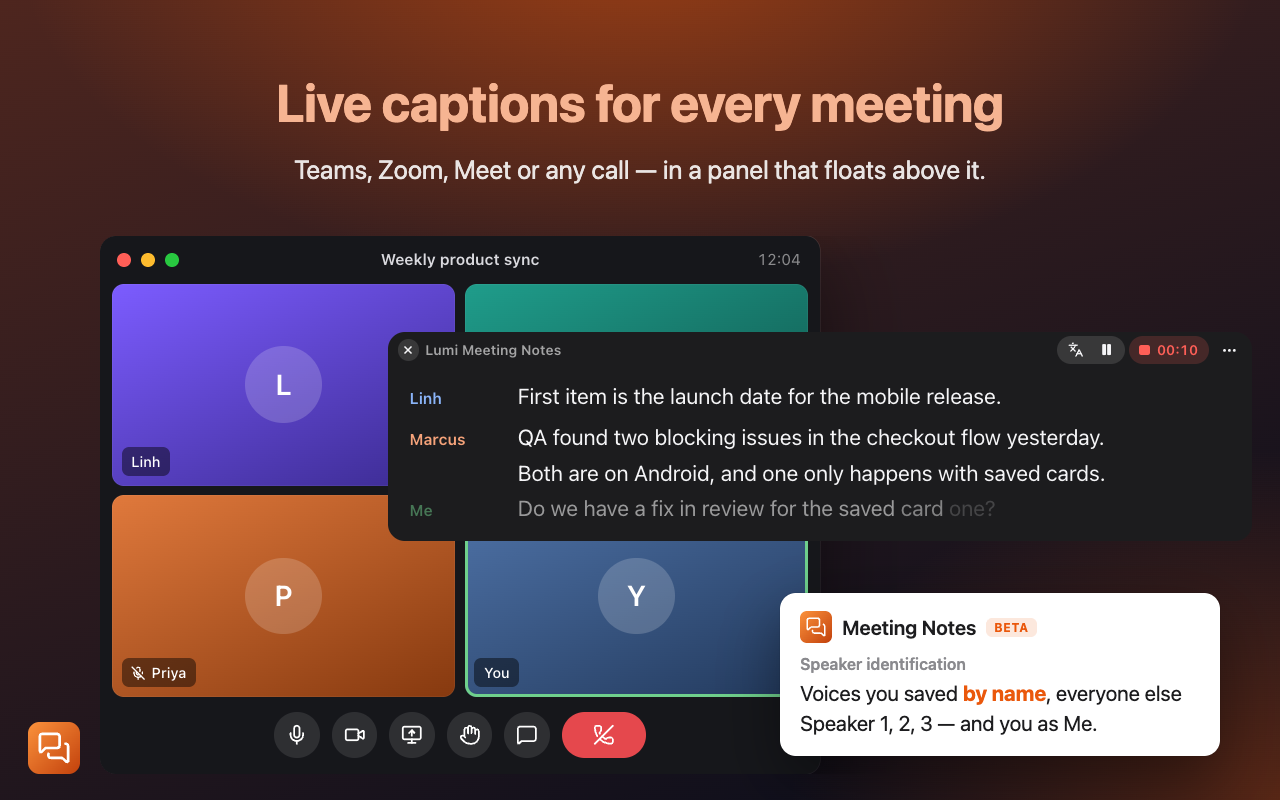 Live captions for every meeting
Teams, Zoom, Meet or any call — in a panel that floats above it.
Weekly product sync
12:04
L
Linh
Lumi Meeting Notes
00:10
Linh
First item is the launch date for the mobile release.
Marcus
QA found two blocking issues in the checkout flow yesterday.
Both are on Android, and one only happens with saved cards.
Me
Do we have a fix in review for the saved card one?
P
Priya
Y
You
Meeting Notes BETA
Speaker identification
Voices you saved by name, everyone else
Speaker 1, 2, 3 — and you as Me.